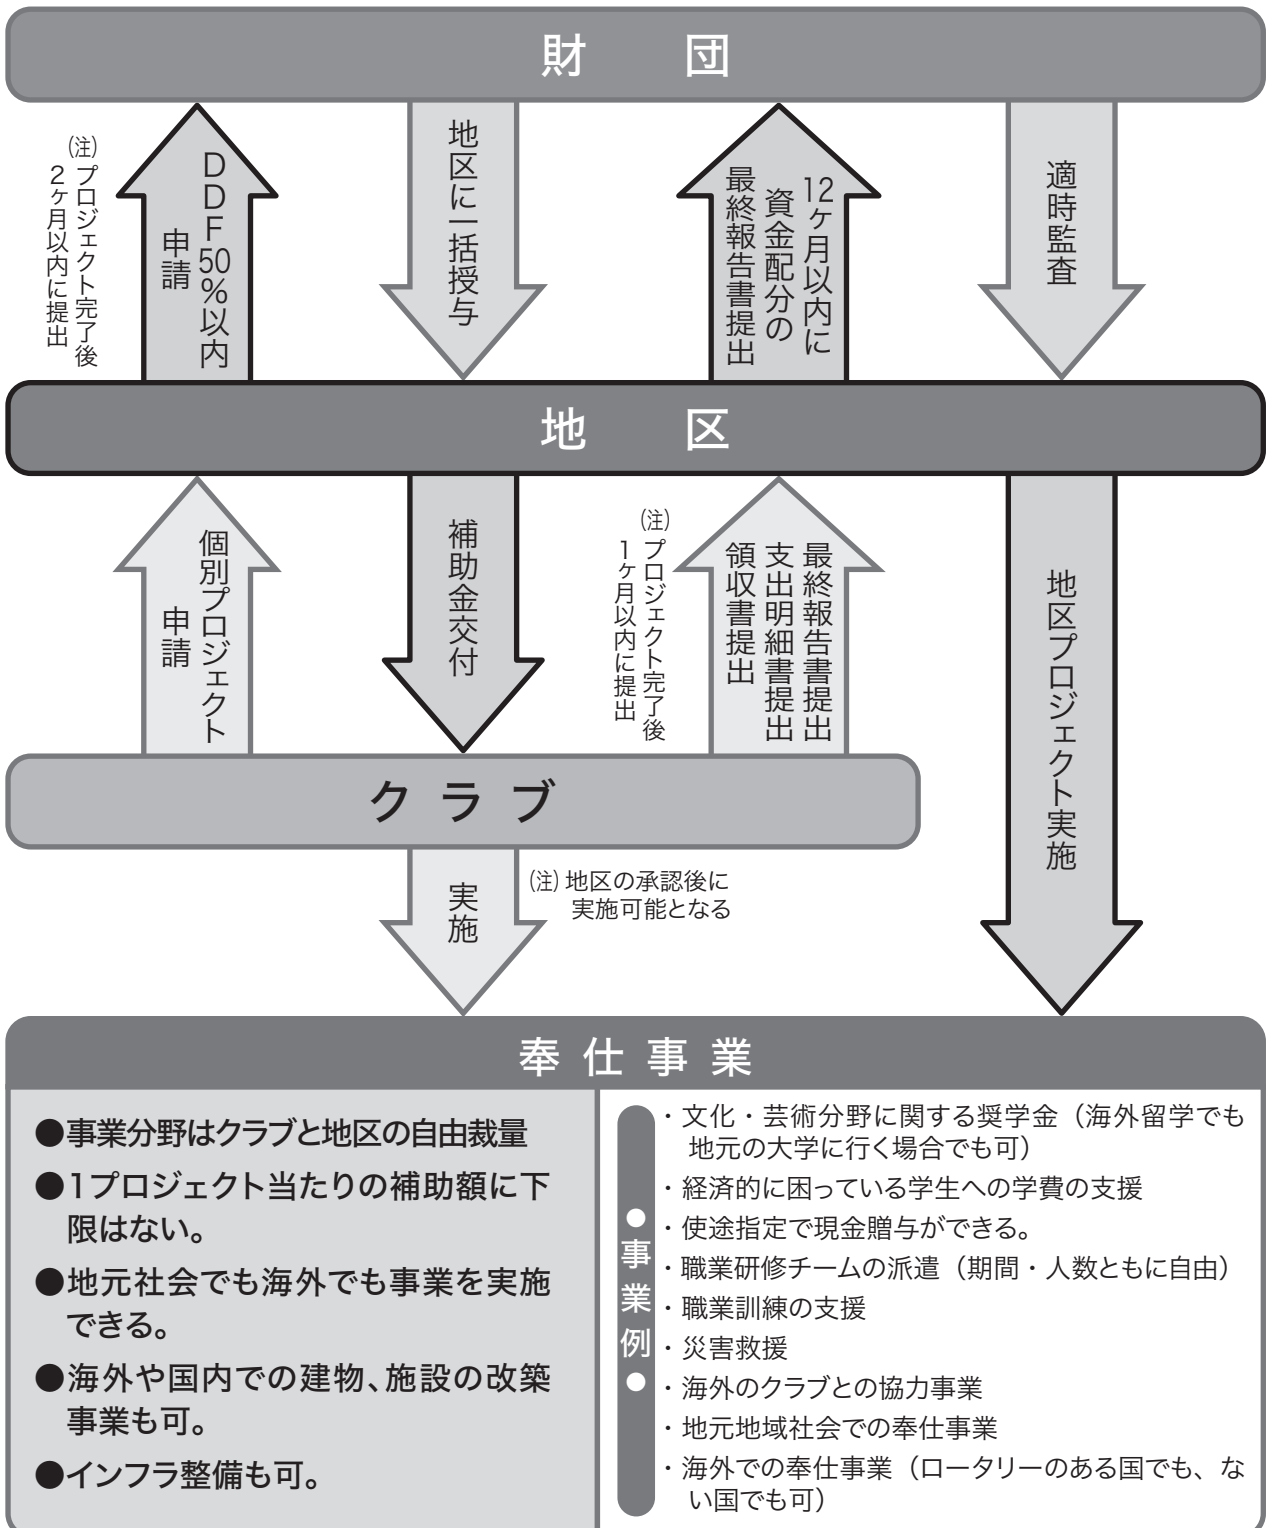 財団
(注)
プロジェクト完了後
2ヶ月以内に提出
DDF50%以内
申請
地区に一括授与
12ヶ月以内に
資金配分の
最終報告書提出
適時監査
地区
個別プロジェクト
申請
補助金交付
(注)
プロジェクト完了後
1ヶ月以内に提出
最終報告書提出
支出明細書提出
領収書提出
地区プロジェクト実施
クラブ
実施
(注)地区の承認後に
実施可能となる
奉仕事業
●事業分野はクラブと地区の自由裁量
●1プロジェクト当たりの補助額に下
限はない。
●地元社会でも海外でも事業を実施
できる。
●海外や国内での建物、施設の改築
事業も可。
●インフラ整備も可。
●事業例●
・文化・芸術分野に関する奨学金（海外留学でも
地元の大学に行く場合でも可）
・経済的に困っている学生への学費の支援
・使途指定で現金贈与ができる。
・職業研修チームの派遣（期間・人数ともに自由）
・職業訓練の支援
・災害救援
・海外のクラブとの協力事業
・地元地域社会での奉仕事業
・海外での奉仕事業（ロータリーのある国でも、な
い国でも可）